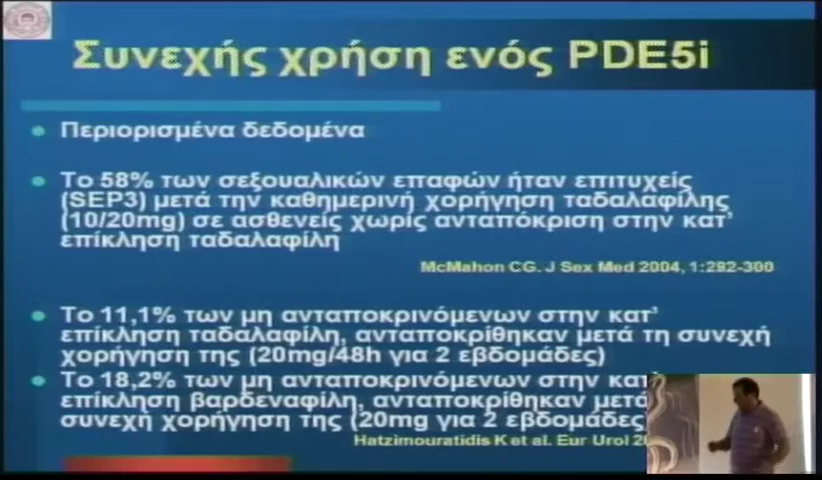 Συνεχής χρήση ενός PDE5i
Περιορισμένα δεδομένα
Το 58% των σεξουαλικών επαφών ήταν επιτυχείς
(SEP3) μετά την καθημερινή χορήγηση ταδαλαφίλης
(10/20mg) σε ασθενείς χωρίς ανταπόκριση στην κατ’
επίκληση ταδαλαφίλη
McMahon CG. J Sex Med 2004, 1:292-300
Το 11,1% των μη ανταποκρινόμενων στην κατ’
επίκληση ταδαλαφίλη, ανταποκρίθηκαν μετά τη συνεχή
χορήγηση της (20mg/48h για 2 εβδομάδες)
Το 18,2% των μη ανταποκρινόμενων στην κατ
επίκληση βαρδεναφίλη, ανταποκρίθηκαν μετά
συνεχή χορήγηση της (20mg για 2 εβδομάδες
Hatzimouratidis K et al. Eur Urol